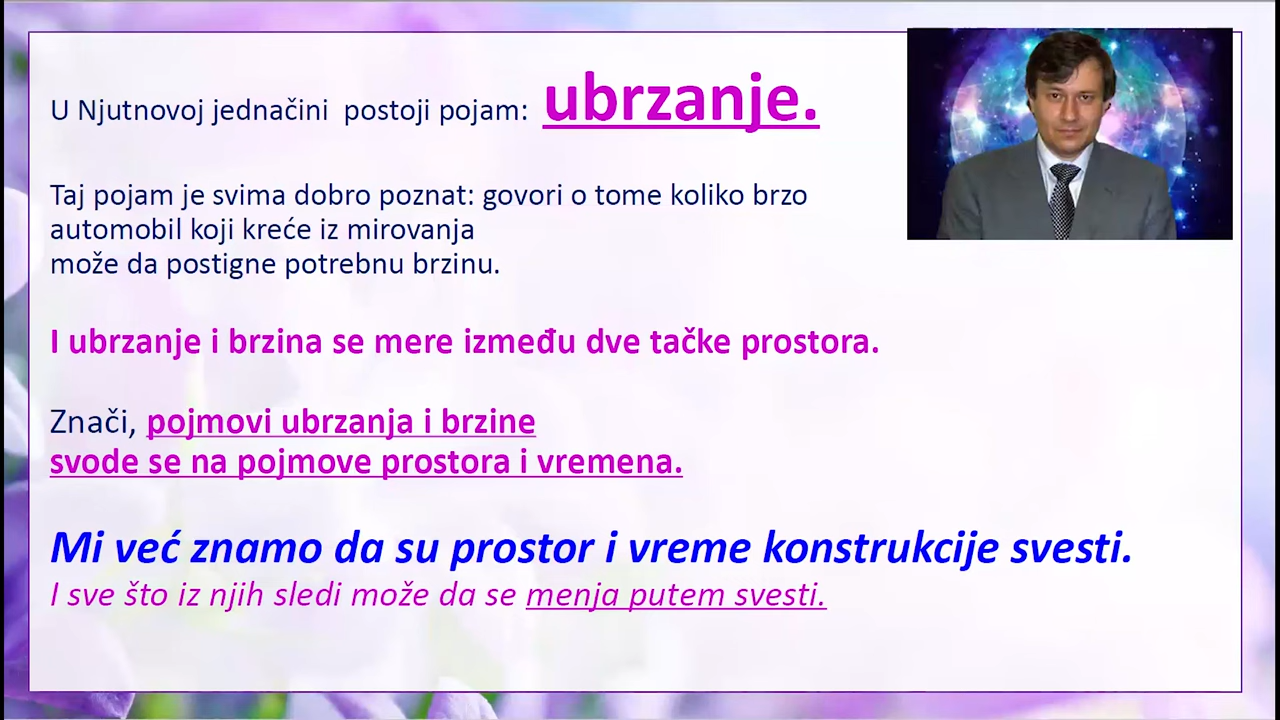 U Njutnovoj jednačini postoji pojam: ubrzanje.
Taj pojam je svima dobro poznat: govori o tome koliko brzo
automobil koji kreće iz mirovanja
može da postigne potrebnu brzinu.
I ubrzanje i brzina se mere između dve tačke prostora.
Znači, pojmovi ubrzanja i brzine
svode se na pojmove prostora i vremena.
Mi već znamo da su prostor i vreme konstrukcije svesti.
I sve što iz njih sledi može da se menja putem svesti.